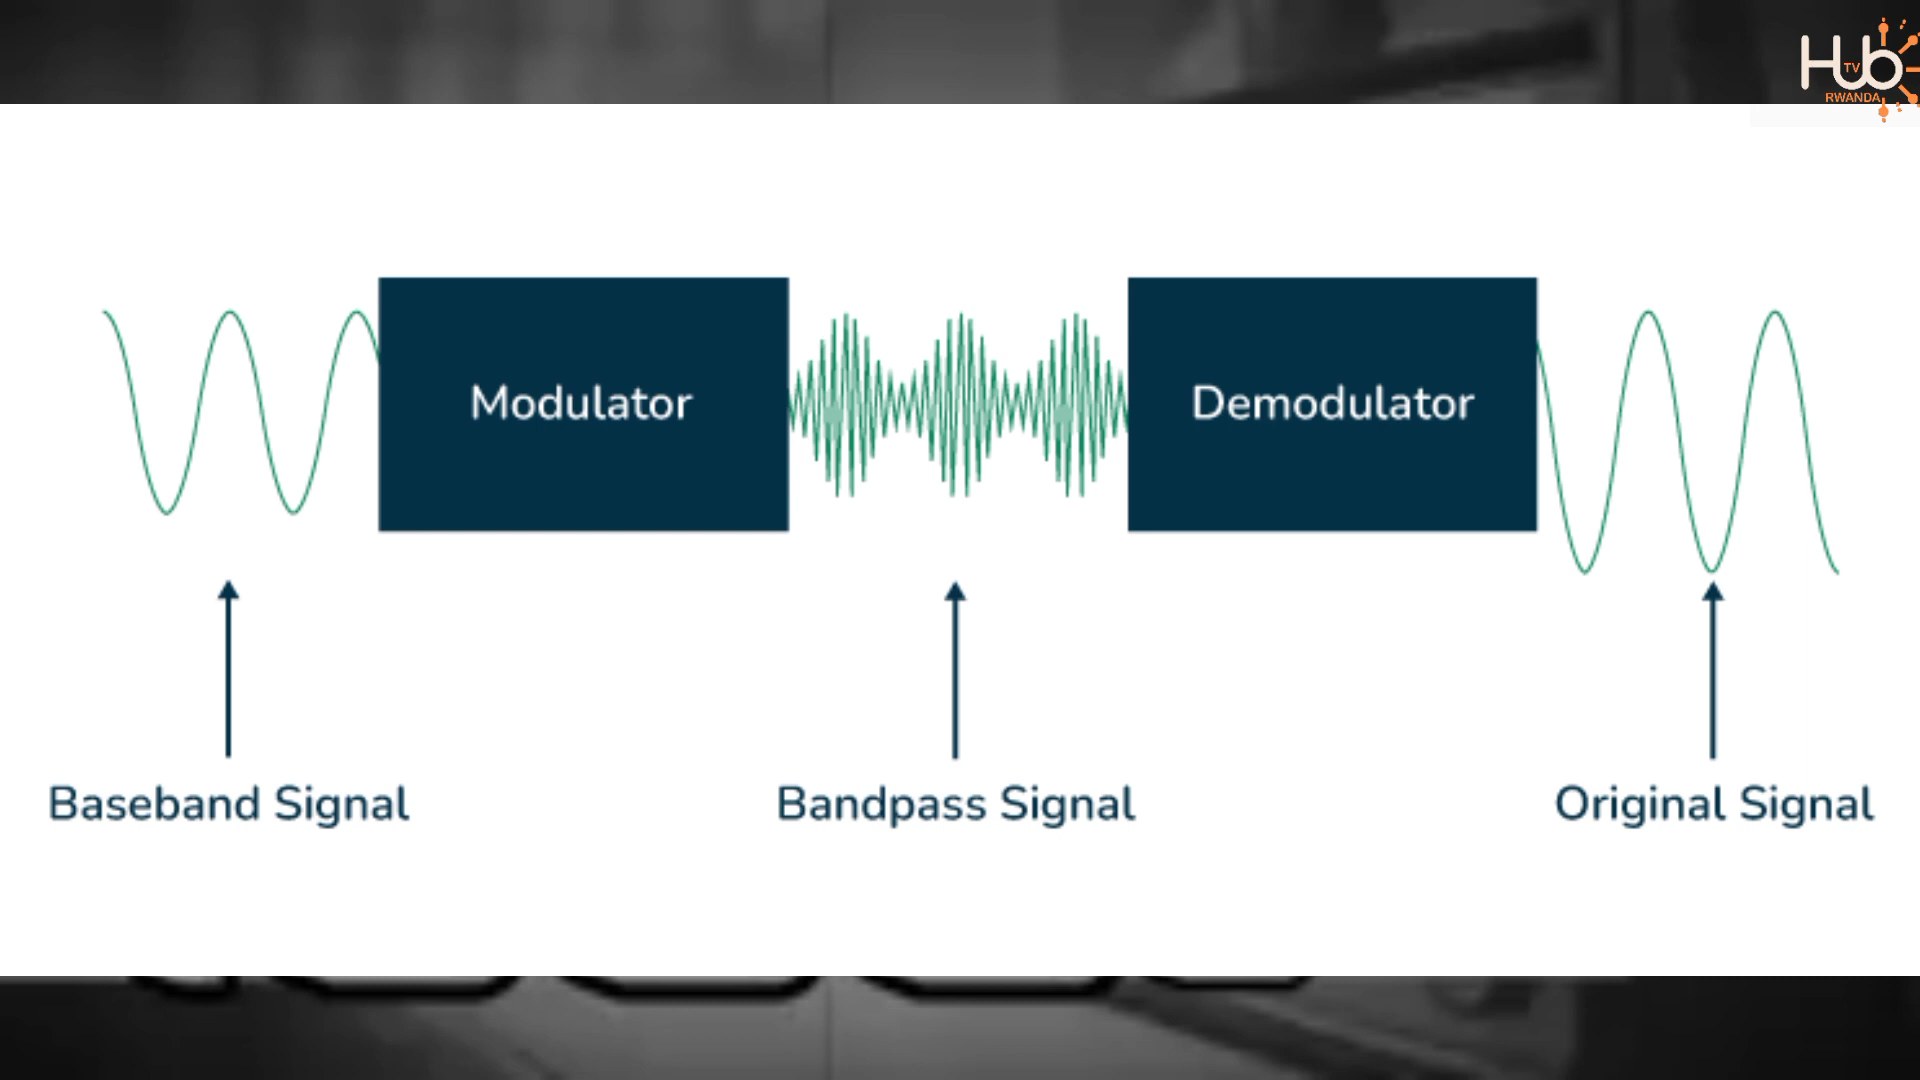 Hub
TV
RWANDA
Modulator
Demodulator
Baseband Signal
Bandpass Signal
Original Signal